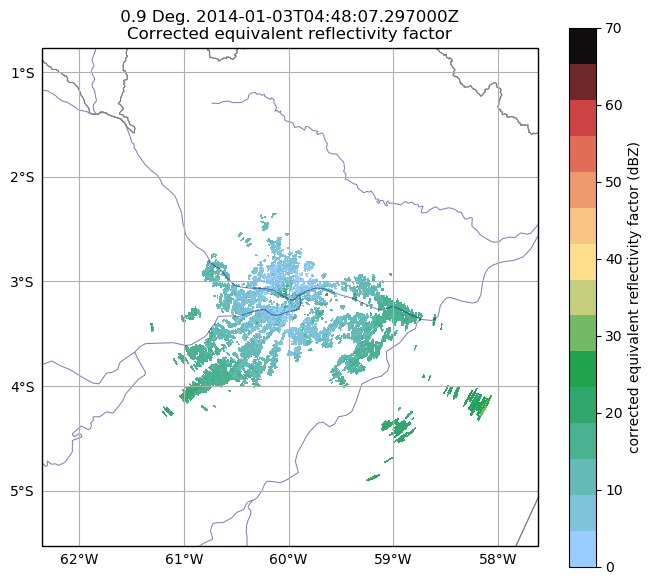 0.9 Deg. 2014-01-03T04:48:07.297000Z
Corrected equivalent reflectivity factor
1°S
2°S
3°S
4°S
5°S
62°W
61°W
60°W
59°W
58°W
70
60
50
40
30
20
10
0
corrected equivalent reflectivity factor (dBZ)